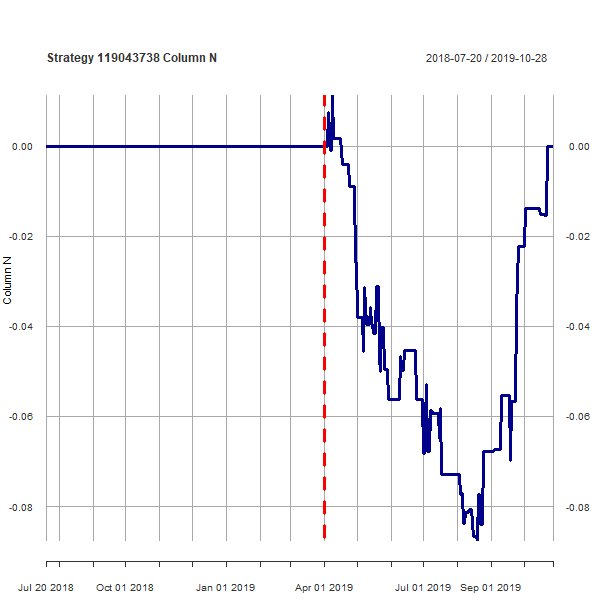 Strategy 119043738 Column N
2018-07-20 / 2019-10-28
0.00 0.00
-0.02 -0.02
Column N
-0.04 -0.04
-0.06 -0.06
-0.08 -0.08
Jul 20 2018 Oct 01 2018 Jan 01 2019 Apr 01 2019 Jul 01 2019 Sep 01 2019